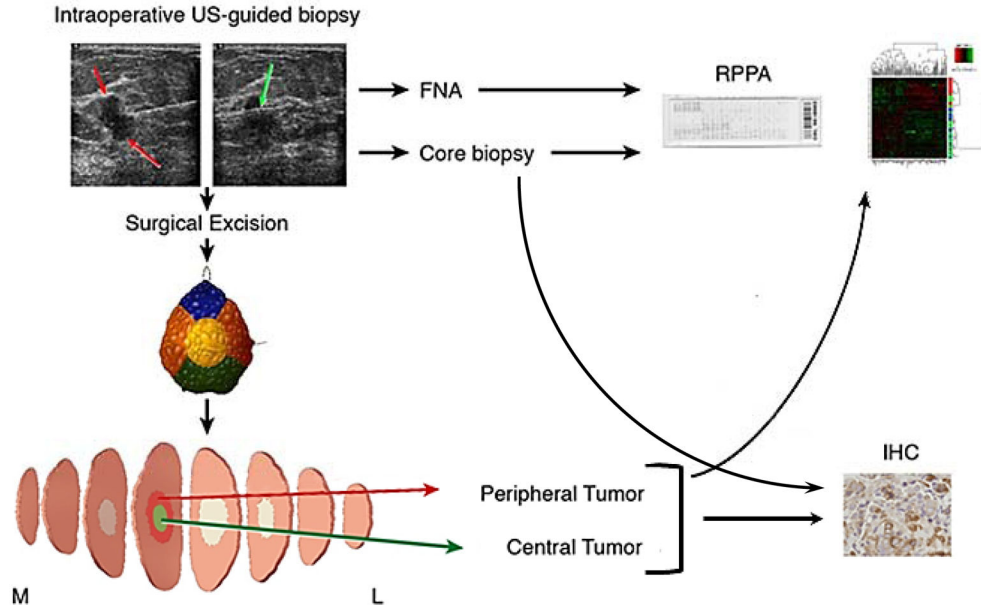 Intraoperative US-guided biopsy
FNA
RPPA
Core biopsy
Surgical Excision
IHC
Peripheral Tumor
Central Tumor
M
L